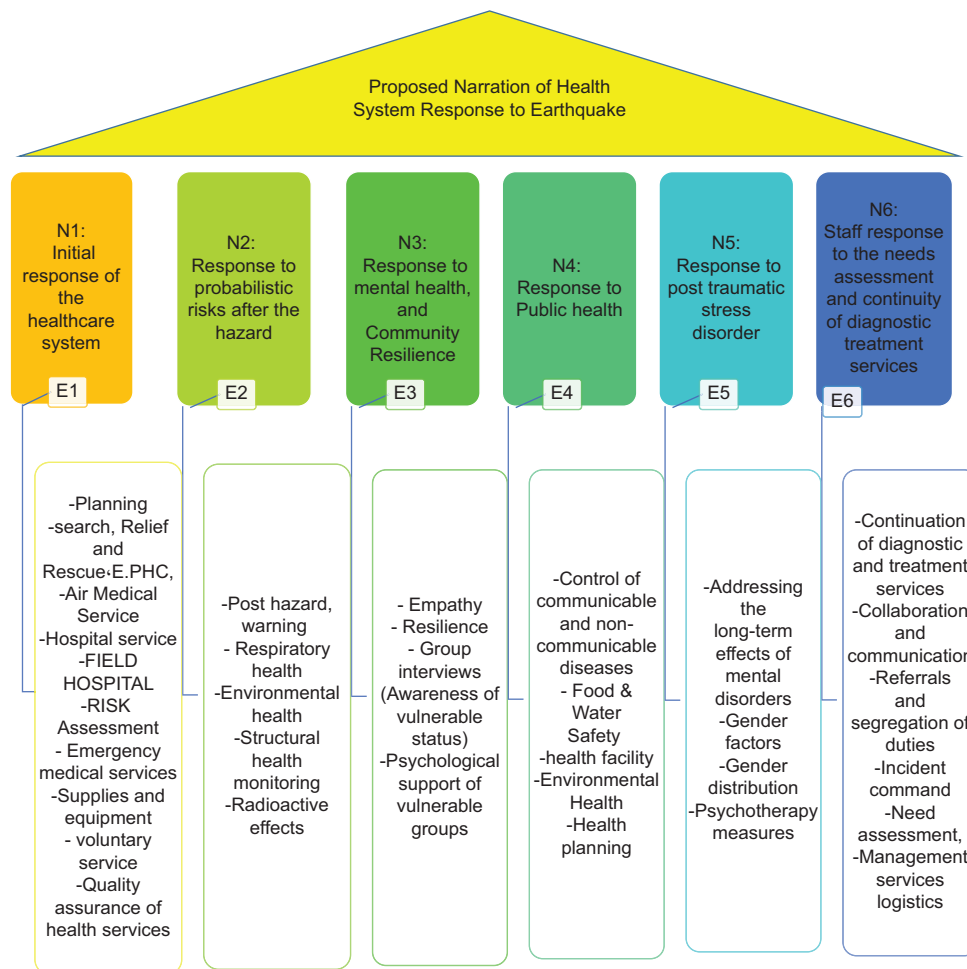 Proposed Narration of Health
System Response to Earthquake
N1:
Initial
response of
the
healthcare
system
E1
N2:
Response to
probabilistic
risks after the
hazard
E2
N3:
Response to
mental health,
and
Community
Resilience
E3
N4:
Response to
Public health
E4
N5:
Response to
post traumatic
stress
disorder
E5
N6:
Staff response
to the needs
assessment
and continuity
of diagnostic
treatment
services
E6
-Planning
-search, Relief
and
Rescue،E.PHC,
-Air Medical
Service
-Hospital service
-FIELD
HOSPITAL
-RISK
Assessment
- Emergency
medical services
-Supplies and
equipment
- voluntary
service
-Quality
assurance of
health services
-Post hazard,
warning
- Respiratory
health
-Environmental
health
-Structural
health
monitoring
-Radioactive
effects
- Empathy
- Resilience
- Group
interviews
(Awareness of
vulnerable
status)
-Psychological
support of
vulnerable
groups
-Control of
communicable
and non-
communicable
diseases
- Food &
Water
Safety
-health facility
-Environmental
Health
-Health
planning
-Addressing
the
long-term
effects of
mental
disorders
-Gender
factors
-Gender
distribution
-Psychotherapy
measures
-Continuation
of diagnostic
and treatment
services
-Collaboration
and
communication
-Referrals
and
segregation of
duties
-Incident
command
-Need
assessment,
-Management
services
logistics